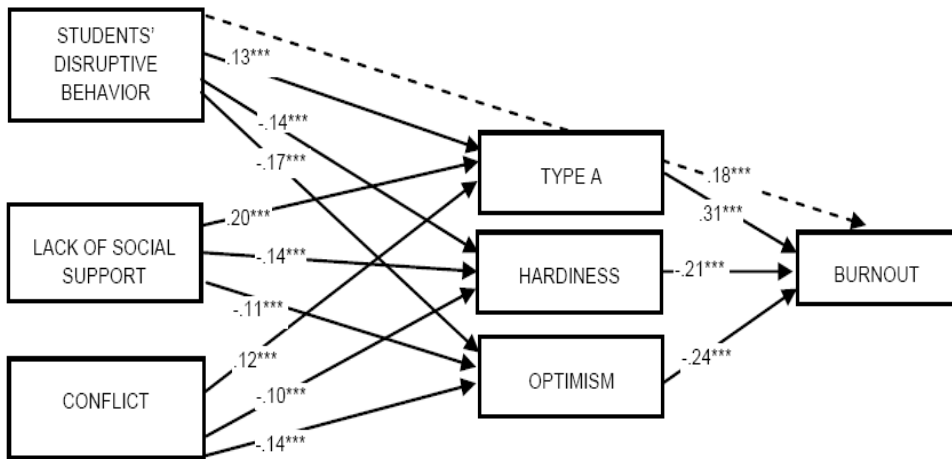 STUDENTS'
DISRUPTIVE
BEHAVIOR
.13***
-.14***
-.17***
TYPE A
.18***
.31***
.20***
LACK OF SOCIAL
SUPPORT
-.14***
HARDINESS
-.21***
BURNOUT
-.11***
.12***
-.24***
CONFLICT
-.10***
OPTIMISM
-.14***